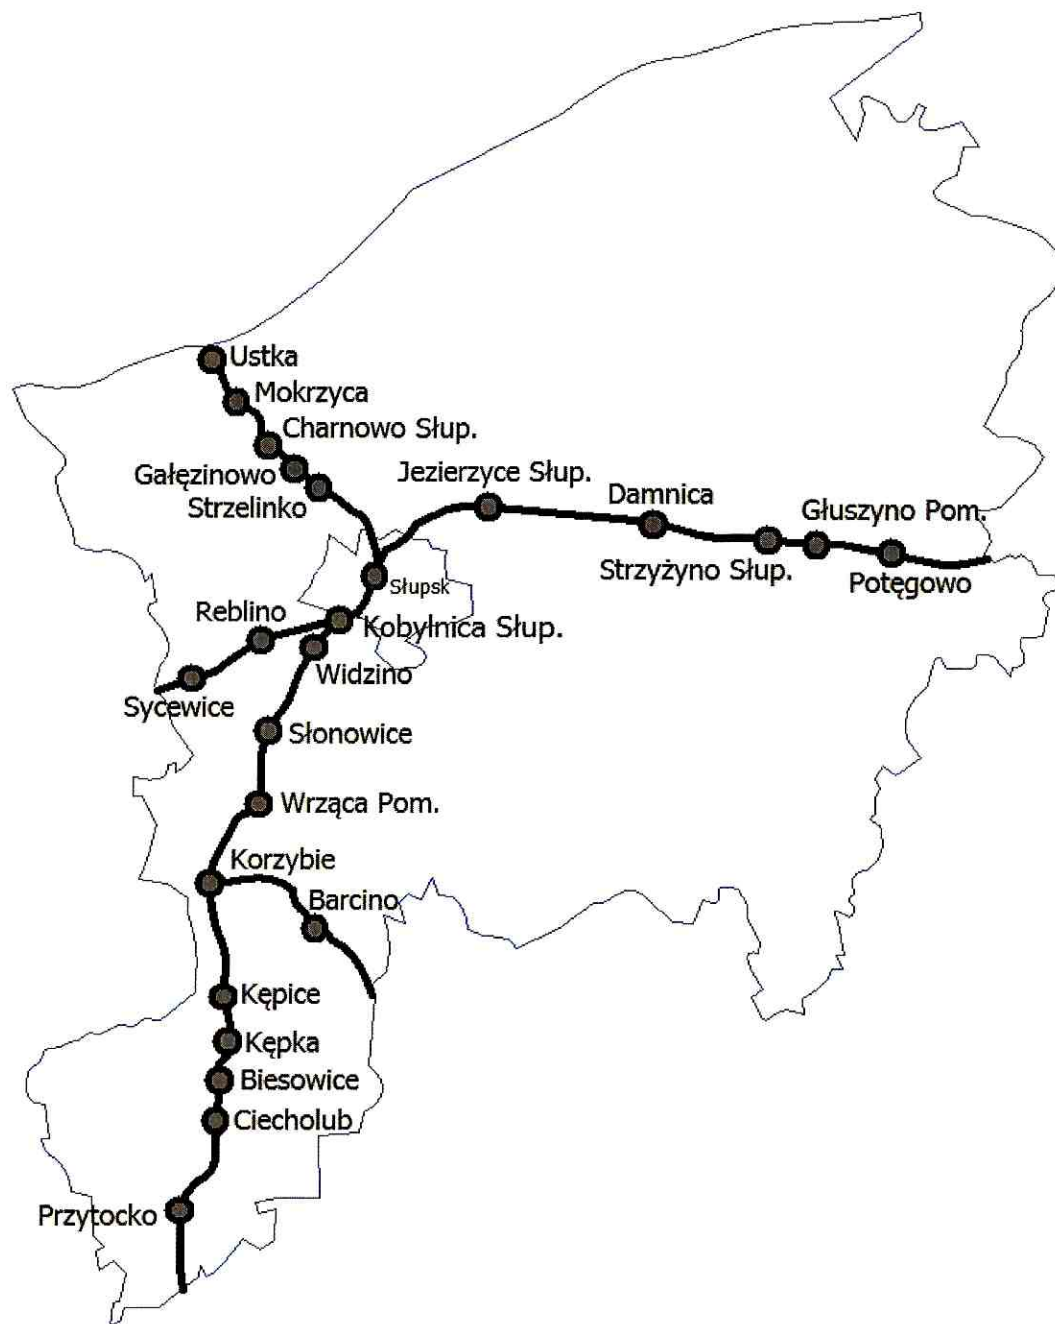 Ustka
Mokrzyca
Charnowo Słup.
Gałęzinowo
Strzelinko
Jezierzyce Słup.
Damnica
Głuszyno Pom.
Strzyżyno Słup.
Potęgowo
Słupsk
Reblino
Kobylnica Słup.
Widzino
Sycewice
Słonowice
Wrząca Pom.
Korzybie
Barcino
Kępice
Kępka
Biesowice
Ciecholub
Przytocko